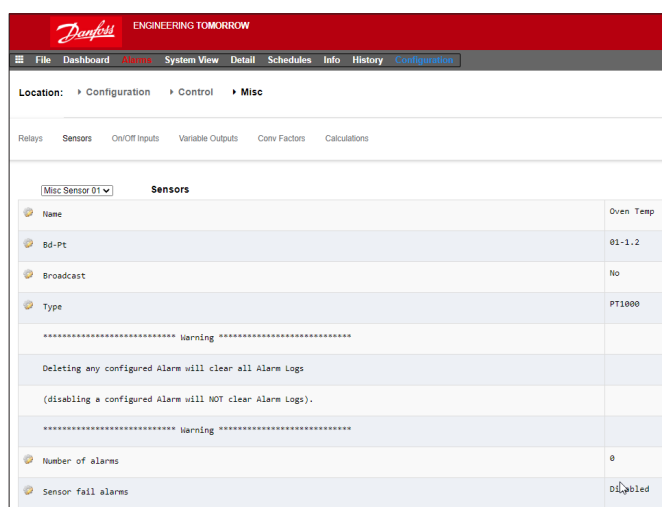 Danfoss ENGINEERING TOMORROW
File Dashboard Alarms System View Detail Schedules Info History Configuration
Location: Configuration Control Misc
Relays Sensors On/Off Inputs Variable Outputs Conv Factors Calculations
Misc Sensor 01 Sensors
Name Oven Temp
Bd-Pt 01-1.2
Broadcast No
Type PT1000
**************************** Warning ****************************
Deleting any configured Alarm will clear all Alarm Logs
(disabling a configured Alarm will NOT clear Alarm Logs).
**************************** Warning ****************************
Number of alarms 0
Sensor fail alarms Disabled